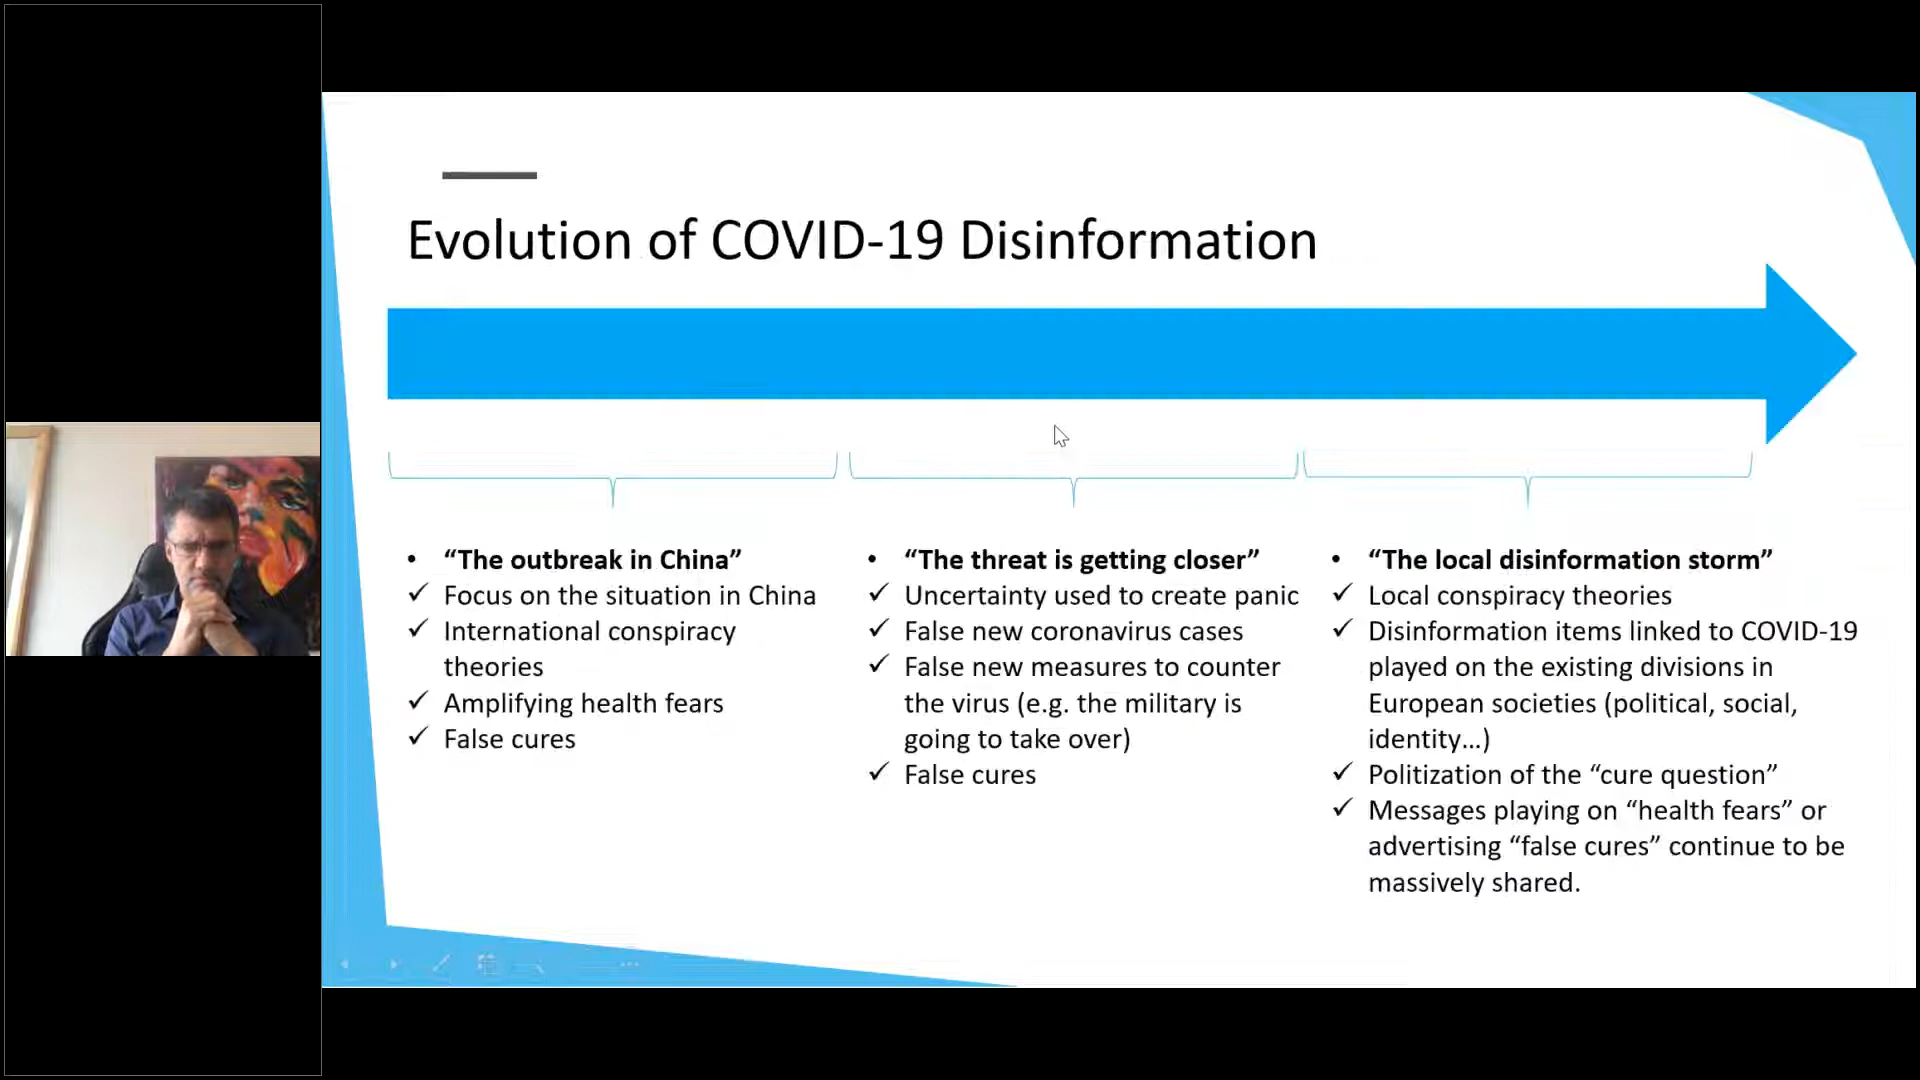 Evolution of COVID-19 Disinformation
• “The outbreak in China”
✓ Focus on the situation in China
✓ International conspiracy
theories
✓ Amplifying health fears
✓ False cures
• “The threat is getting closer”
✓ Uncertainty used to create panic
✓ False new coronavirus cases
✓ False new measures to counter
the virus (e.g. the military is
going to take over)
✓ False cures
• “The local disinformation storm”
✓ Local conspiracy theories
✓ Disinformation items linked to COVID-19
played on the existing divisions in
European societies (political, social,
identity…)
✓ Politization of the “cure question”
✓ Messages playing on “health fears” or
advertising “false cures” continue to be
massively shared.